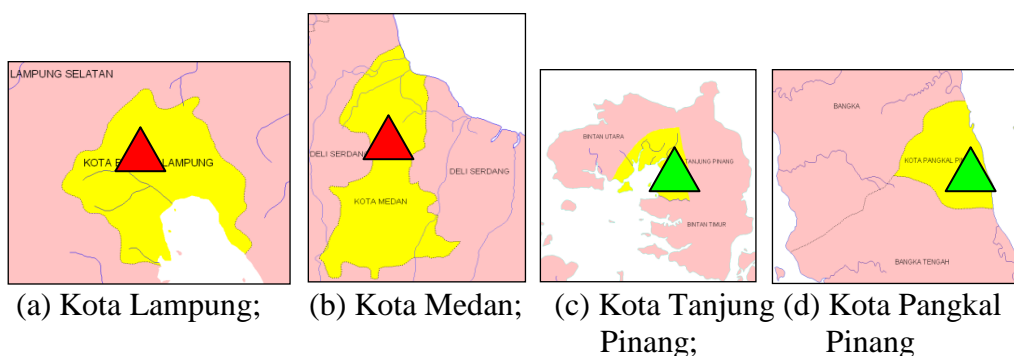 LAMPUNG SELATAN
KOTA B LAMPUNG
DELI SERDANG
DELI SERDANG
KOTA MEDAN
BINTAN UTARA
TANJUNG PINANG
BINTAN TIMUR
BANGKA
KOTA PANGKAL PIN
BANGKA TENGAH
(a) Kota Lampung;
(b) Kota Medan;
(c) Kota Tanjung
Pinang;
(d) Kota Pangkal
Pinang